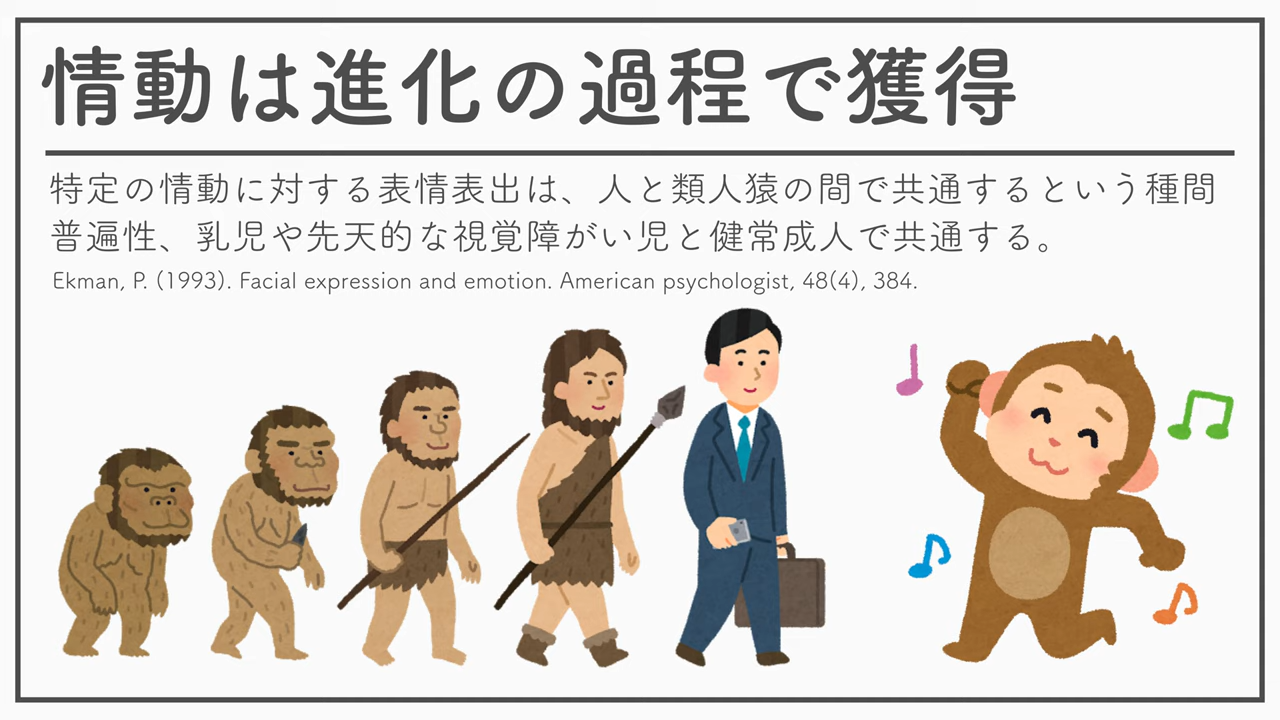 情動は進化の過程で獲得
特定の情動に対する表情表出は、人と類人猿の間で共通するという種間
普遍性、乳児や先天的な視覚障がい児と健常成人で共通する。
Ekman, P. (1993). Facial expression and emotion. American psychologist, 48(4), 384.